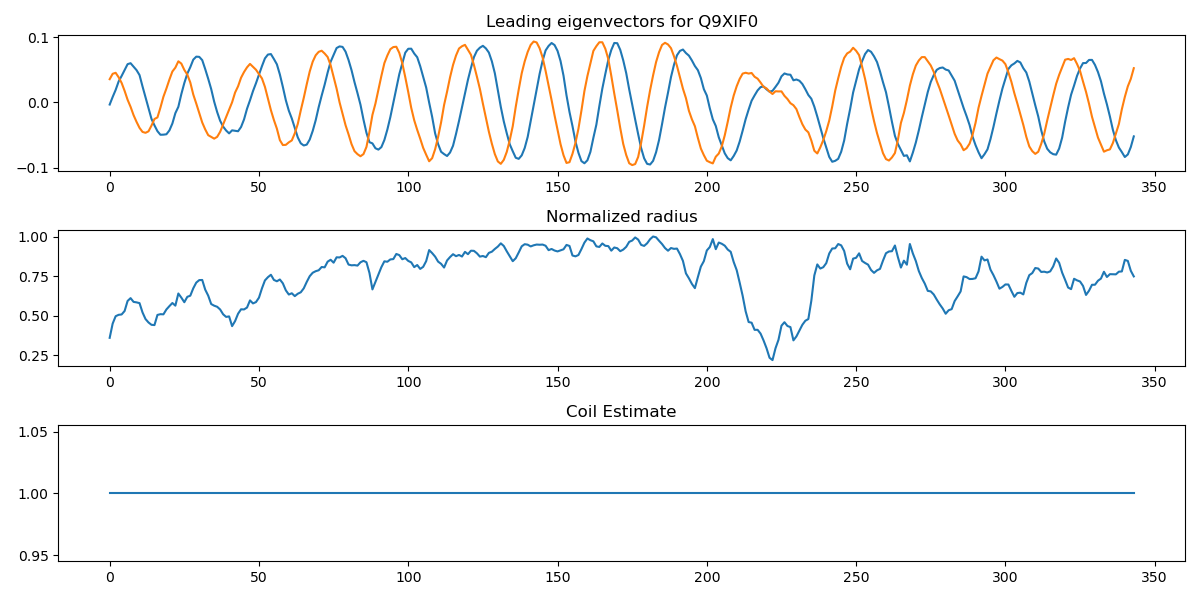 Leading eigenvectors for Q9XIF0
0.1
0.0
−0.1
0 50 100 150 200 250 300 350
Normalized radius
1.00
0.75
0.50
0.25
0 50 100 150 200 250 300 350
Coil Estimate
1.05
1.00
0.95
0 50 100 150 200 250 300 350